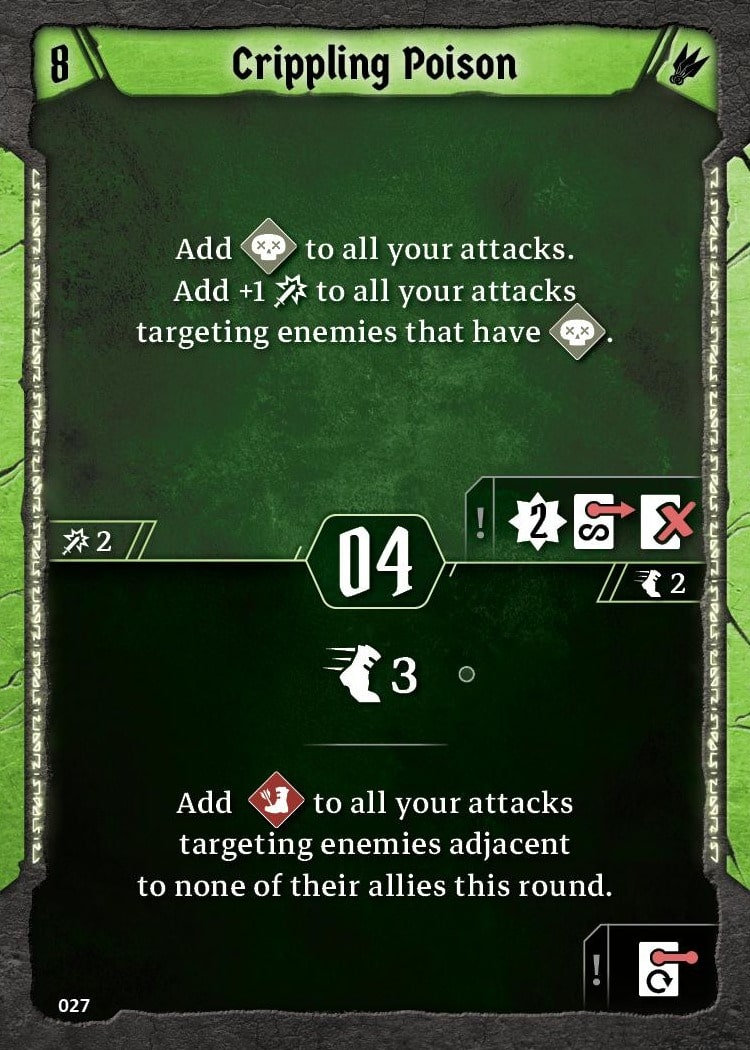 8
Crippling Poison
Add to all your attacks.
Add +1 to all your attacks
targeting enemies that have .
! 2
2
04
2
3
Add to all your attacks
targeting enemies adjacent
to none of their allies this round.
!
027